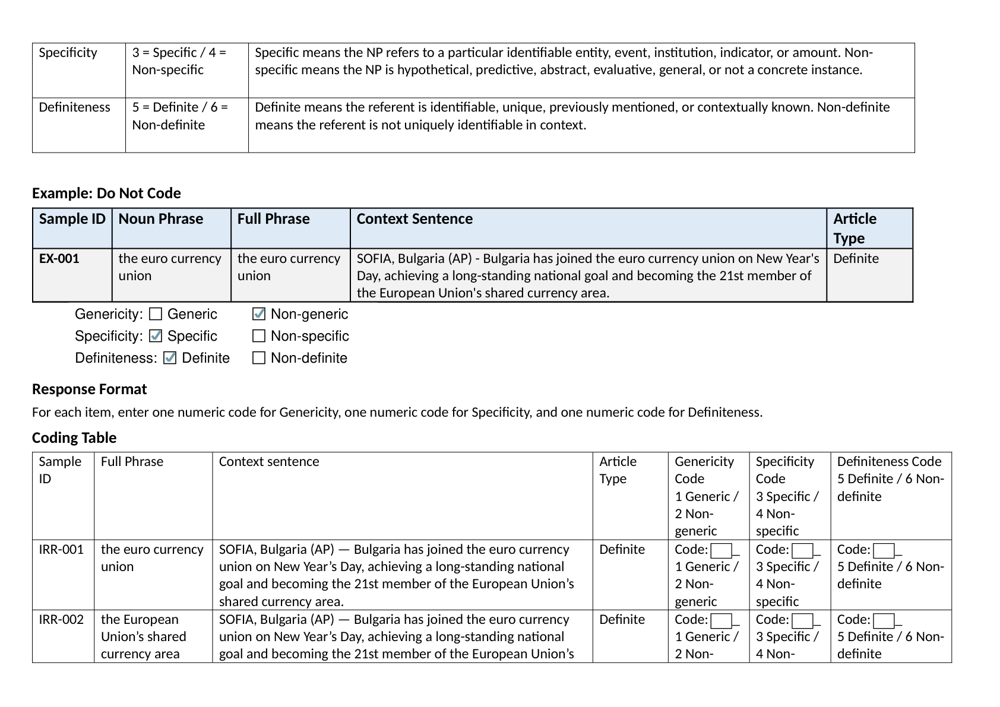 Specificity
3 = Specific / 4 =
Non-specific
Specific means the NP refers to a particular identifiable entity, event, institution, indicator, or amount. Non-
specific means the NP is hypothetical, predictive, abstract, evaluative, general, or not a concrete instance.
Definiteness
5 = Definite / 6 =
Non-definite
Definite means the referent is identifiable, unique, previously mentioned, or contextually known. Non-definite
means the referent is not uniquely identifiable in context.
Example: Do Not Code
Sample ID
Noun Phrase
Full Phrase
Context Sentence
Article
Type
EX-001
the euro currency
union
the euro currency
union
SOFIA, Bulgaria (AP) - Bulgaria has joined the euro currency union on New Year's
Day, achieving a long-standing national goal and becoming the 21st member of
the European Union's shared currency area.
Definite
Genericity: ☐ Generic ☑ Non-generic
Specificity: ☑ Specific ☐ Non-specific
Definiteness: ☑ Definite ☐ Non-definite
Response Format
For each item, enter one numeric code for Genericity, one numeric code for Specificity, and one numeric code for Definiteness.
Coding Table
Sample
ID
Full Phrase
Context sentence
Article
Type
Genericity
Code
1 Generic /
2 Non-
generic
Specificity
Code
3 Specific /
4 Non-
specific
Definiteness Code
5 Definite / 6 Non-
definite
IRR-001
the euro currency
union
SOFIA, Bulgaria (AP) — Bulgaria has joined the euro currency
union on New Year’s Day, achieving a long-standing national
goal and becoming the 21st member of the European Union’s
shared currency area.
Definite
Code: _
1 Generic /
2 Non-
generic
Code: _
3 Specific /
4 Non-
specific
Code: _
5 Definite / 6 Non-
definite
IRR-002
the European
Union’s shared
currency area
SOFIA, Bulgaria (AP) — Bulgaria has joined the euro currency
union on New Year’s Day, achieving a long-standing national
goal and becoming the 21st member of the European Union’s
Definite
Code: _
1 Generic /
2 Non-
Code: _
3 Specific /
4 Non-
Code: _
5 Definite / 6 Non-
definite